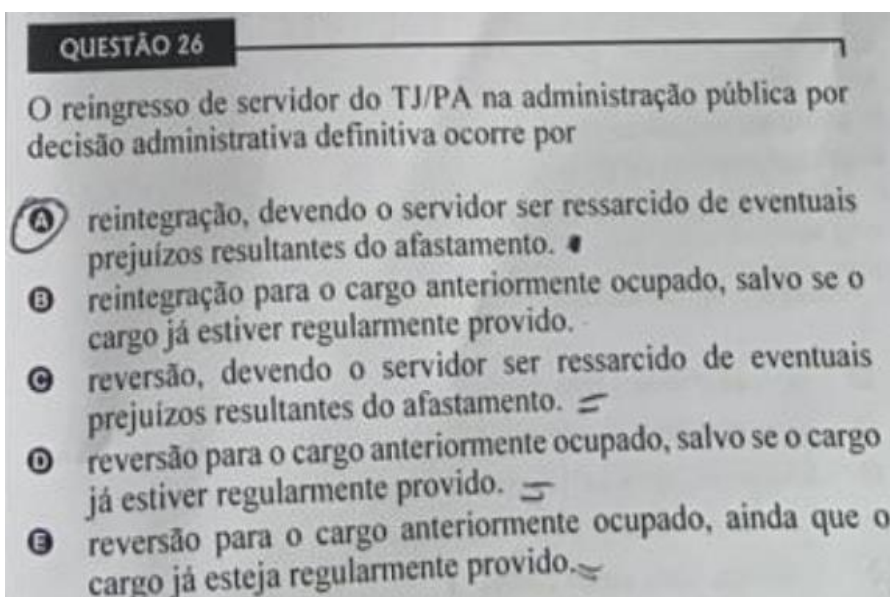 QUESTÃO 26
O reingresso de servidor do TJ/PA na administração pública por
decisão administrativa definitiva ocorre por
A reintegração, devendo o servidor ser ressarcido de eventuais
prejuízos resultantes do afastamento.
B reintegração para o cargo anteriormente ocupado, salvo se o
cargo já estiver regularmente provido.
C reversão, devendo o servidor ser ressarcido de eventuais
prejuízos resultantes do afastamento.
D reversão para o cargo anteriormente ocupado, salvo se o cargo
já estiver regularmente provido.
E reversão para o cargo anteriormente ocupado, ainda que o
cargo já esteja regularmente provido.